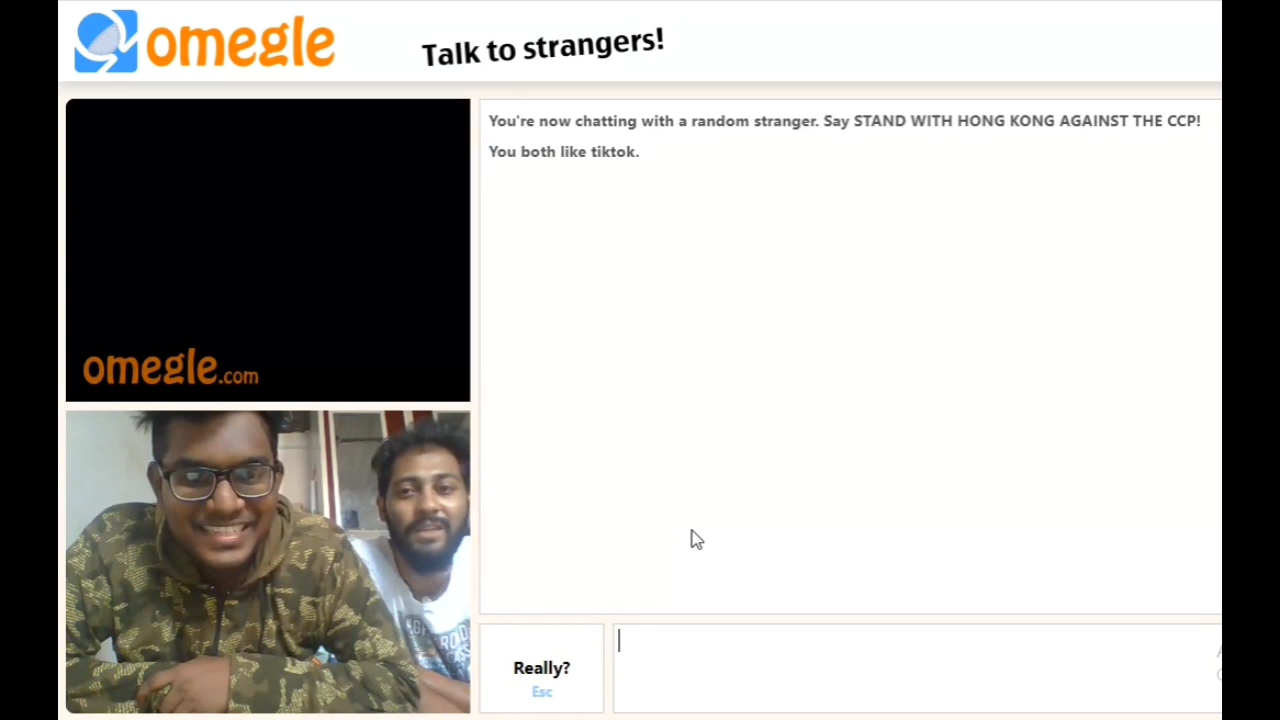 omegle
Talk to strangers!
You're now chatting with a random stranger. Say STAND WITH HONG KONG AGAINST THE CCP!
You both like tiktok.
omegle.com
Really?
Esc